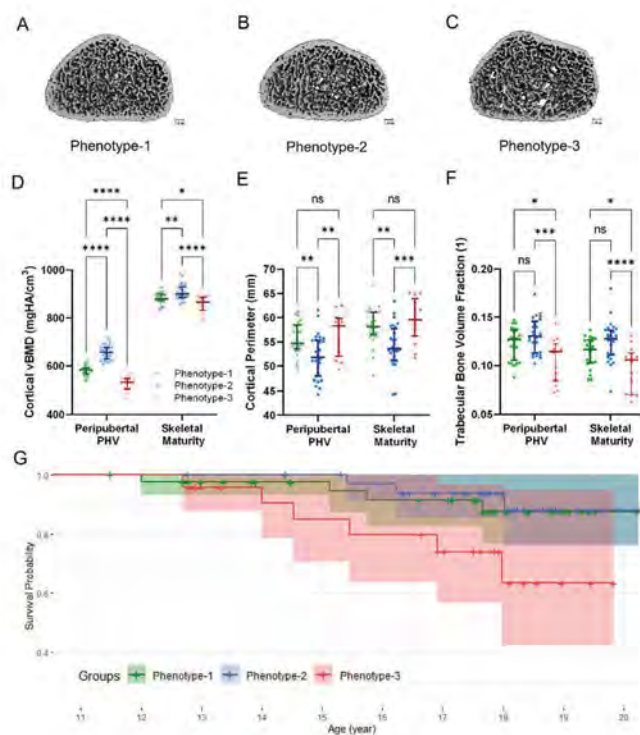 A
B
C
Phenotype-1
Phenotype-2
Phenotype-3
D
E
F
****
*
****
****
**
****
Cortical vBMD (mgHA/cm³)
1000
800
600
400
200
Phenotype-1
Phenotype-2
Phenotype-3
Peripubertal
PHV
Skeletal
Maturity
ns
ns
**
**
**
***
Cortical Perimeter (mm)
75
70
65
60
55
50
45
40
Peripubertal
PHV
Skeletal
Maturity
*
*
ns
***
ns
****
Trabecular Bone Volume Fraction (1)
0.20
0.15
0.10
0.05
Peripubertal
PHV
Skeletal
Maturity
G
Survival Probability
1.0
0.8
0.6
0.4
Groups
Phenotype-1
Phenotype-2
Phenotype-3
11
12
13
14
15
16
17
18
19
20
Age (year)